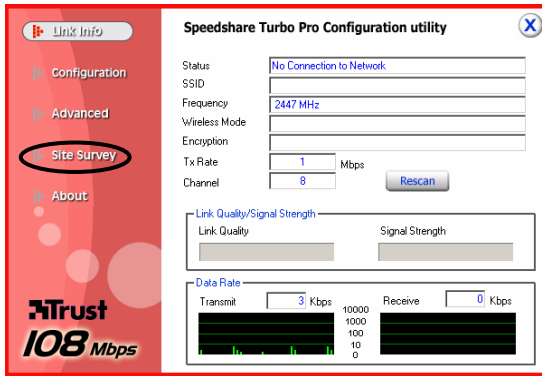 Link Info
Configuration
Advanced
Site Survey
About
Trust
108 Mbps
Speedshare Turbo Pro Configuration utility
X
Status No Connection to Network
SSID
Frequency 2447 MHz
Wireless Mode
Encryption
Tx Rate 1 Mbps
Channel 8 Rescan
Link Quality/Signal Strength
Link Quality Signal Strength
Data Rate
Transmit 3 Kbps Receive 0 Kbps
10000
1000
100
10
0